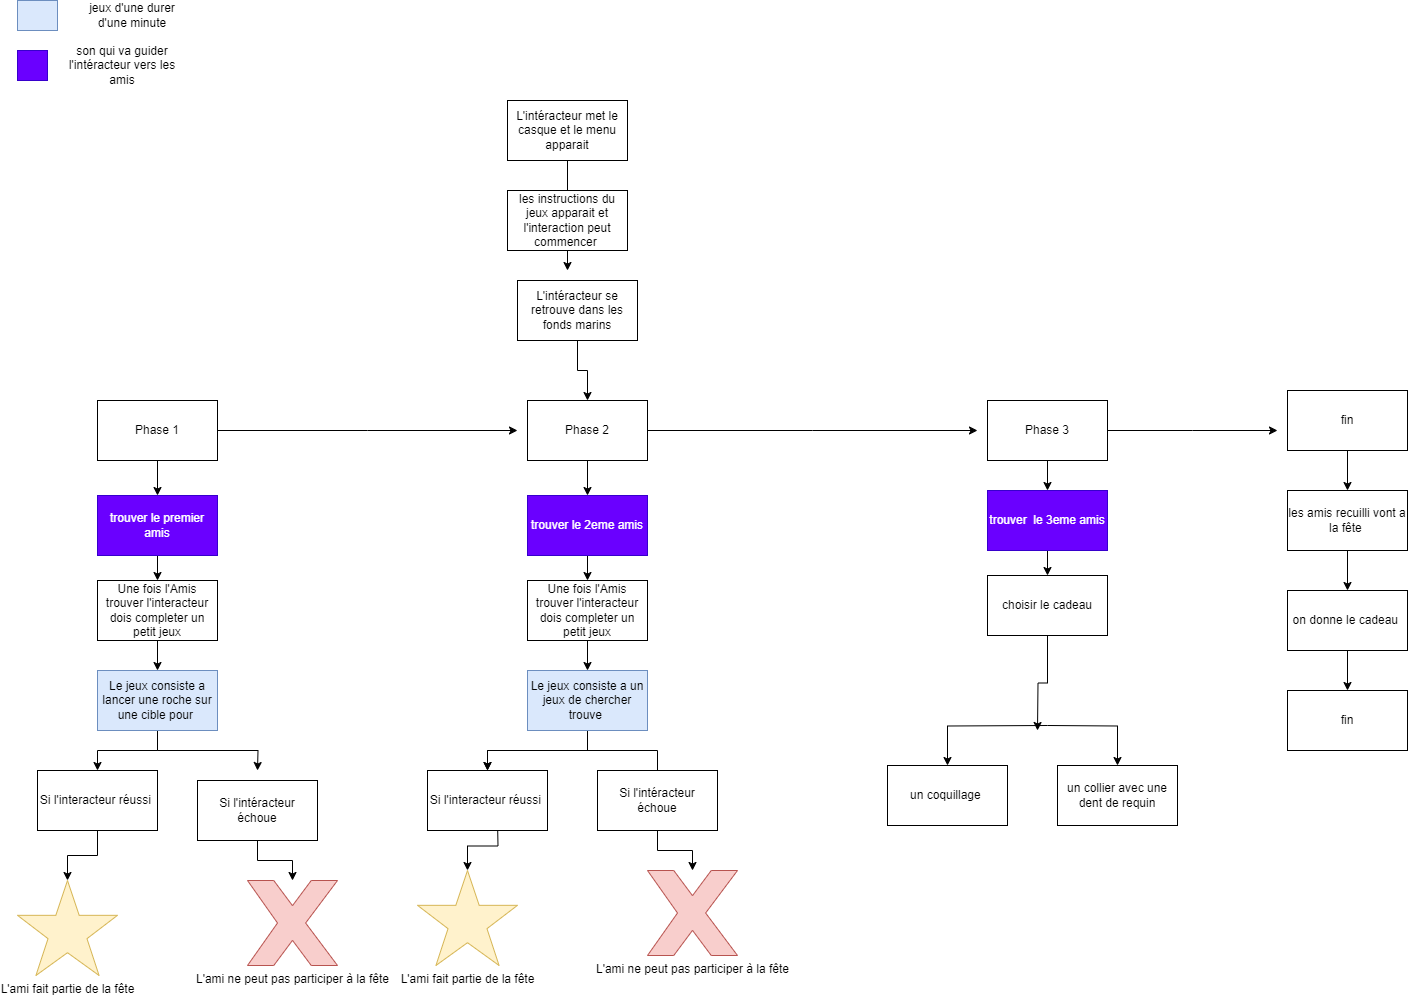 jeux d'une durer
d'une minute
son qui va guider
l'intéracteur vers les
amis
L'intéracteur met le
casque et le menu
apparait
les instructions du
jeux apparait et
l'interaction peut
commencer
L'intéracteur se
retrouve dans les
fonds marins
Phase 1
Phase 2
Phase 3
fin
trouver le premier
amis
trouver le 2eme amis
trouver  le 3eme amis
les amis recuilli vont a
la fête
Une fois l'Amis
trouver l'interacteur
dois completer un
petit jeux
Une fois l'Amis
trouver l'interacteur
dois completer un
petit jeux
choisir le cadeau
on donne le cadeau
Le jeux consiste a
lancer une roche sur
une cible pour
Le jeux consiste a un
jeux de chercher
trouve
fin
Si l'interacteur réussi
Si l'intéracteur
échoue
Si l'interacteur réussi
Si l'intéracteur
échoue
un coquillage
un collier avec une
dent de requin
L'ami fait partie de la fête
L'ami ne peut pas participer à la fête
L'ami fait partie de la fête
L'ami ne peut pas participer à la fête